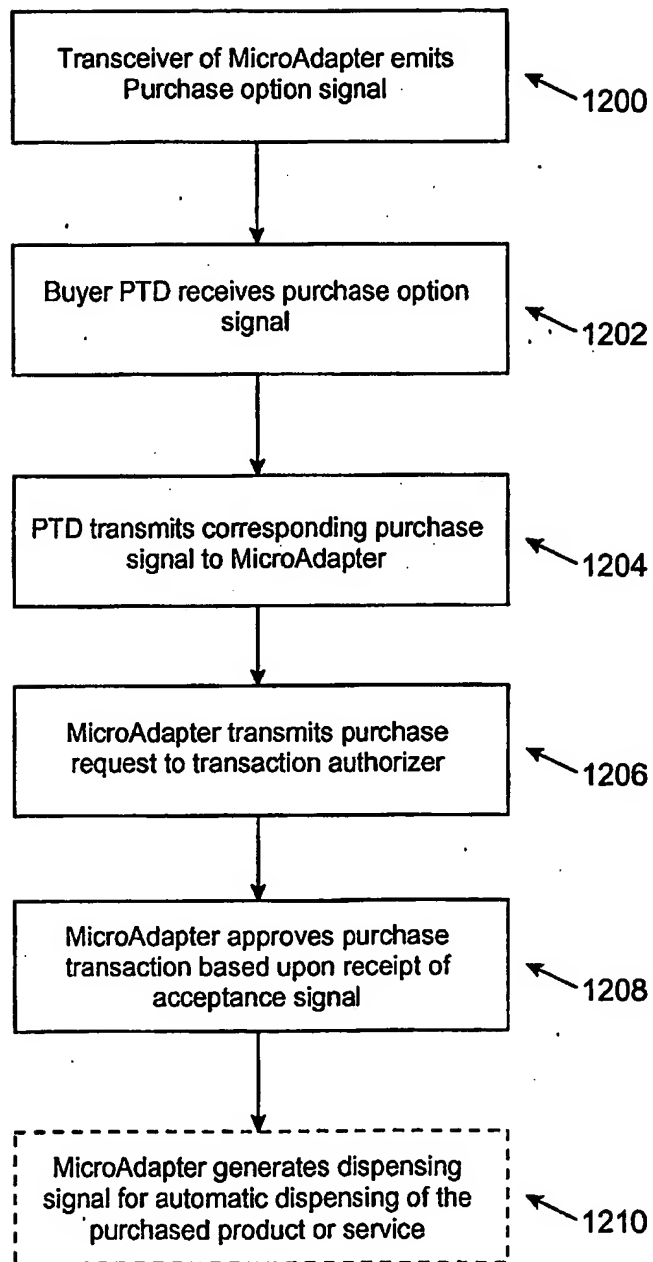 Transceiver of MicroAdapter emits
Purchase option signal
1200
Buyer PTD receives purchase option
signal
1202
PTD transmits corresponding purchase
signal to MicroAdapter
1204
MicroAdapter transmits purchase
request to transaction authorizer
1206
MicroAdapter approves purchase
transaction based upon receipt of
acceptance signal
1208
MicroAdapter generates dispensing
signal for automatic dispensing of the
purchased product or service
1210